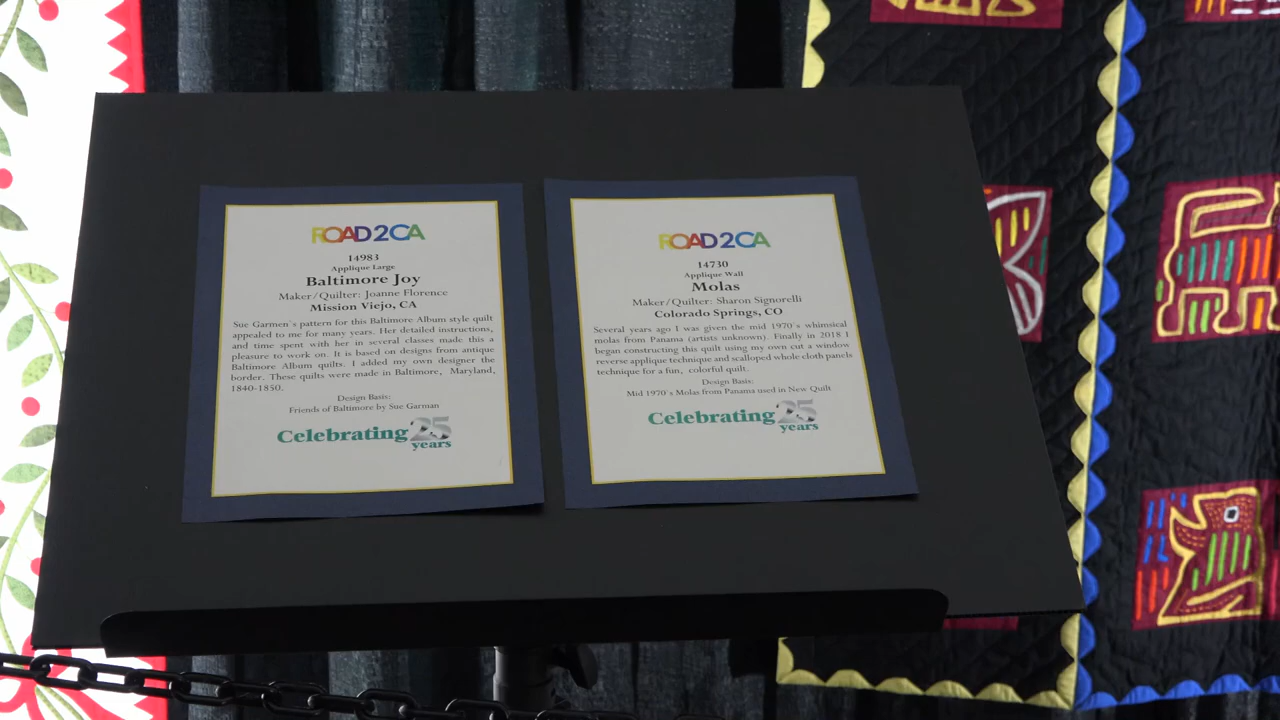 ROAD2CA
14983
Applique Large
Baltimore Joy
Maker/Quilter: Joanne Florence
Mission Viejo, CA
Sue Garmen`s pattern for this Baltimore Album style quilt
appealed to me for many years. Her detailed instructions,
and time spent with her in several classes made this a
pleasure to work on. It is based on designs from antique
Baltimore Album quilts. I added my own designer the
border. These quilts were made in Baltimore, Maryland,
1840-1850.
Design Basis:
Friends of Baltimore by Sue Garman
Celebrating 25
years
ROAD2CA
14730
Applique Wall
Molas
Maker/Quilter: Sharon Signorelli
Colorado Springs, CO
Several years ago I was given the mid 1970`s whimsical
molas from Panama (artists unknown). Finally in 2018 I
began constructing this quilt using my own cut a window
reverse applique technique and scalloped whole cloth panels
technique for a fun, colorful quilt.
Design Basis:
Mid 1970`s Molas from Panama used in New Quilt
Celebrating 25
years